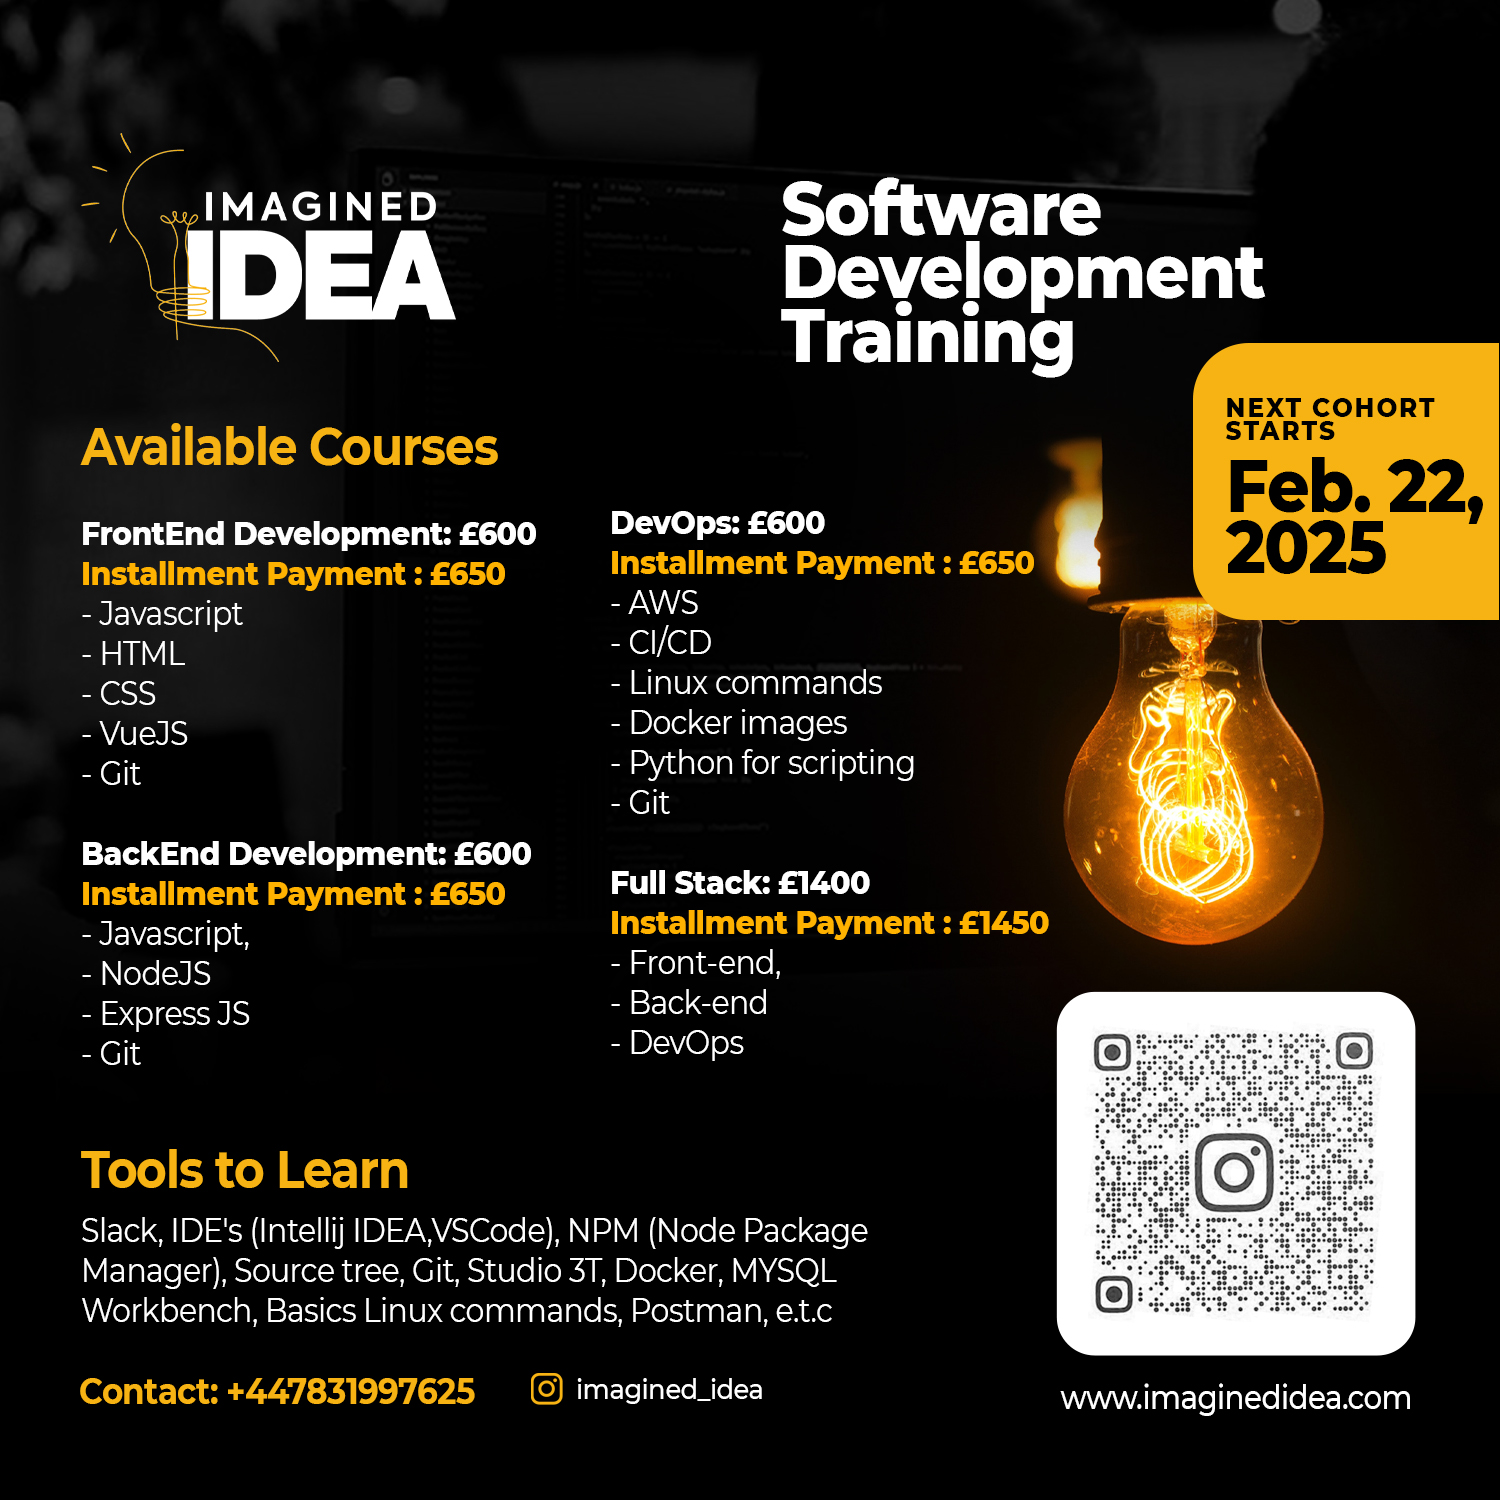 IMAGINED
IDEA
Software
Development
Training
NEXT COHORT
STARTS
Feb. 22,
2025
Available Courses
FrontEnd Development: £600
Installment Payment : £650
- Javascript
- HTML
- CSS
- VueJS
- Git
BackEnd Development: £600
Installment Payment : £650
- Javascript,
- NodeJS
- Express JS
- Git
DevOps: £600
Installment Payment : £650
- AWS
- CI/CD
- Linux commands
- Docker images
- Python for scripting
- Git
Full Stack: £1400
Installment Payment : £1450
- Front-end,
- Back-end
- DevOps
Tools to Learn
Slack, IDE's (Intellij IDEA,VSCode), NPM (Node Package
Manager), Source tree, Git, Studio 3T, Docker, MYSQL
Workbench, Basics Linux commands, Postman, e.t.c
Contact: +447831997625
imagined_idea
www.imaginedidea.com